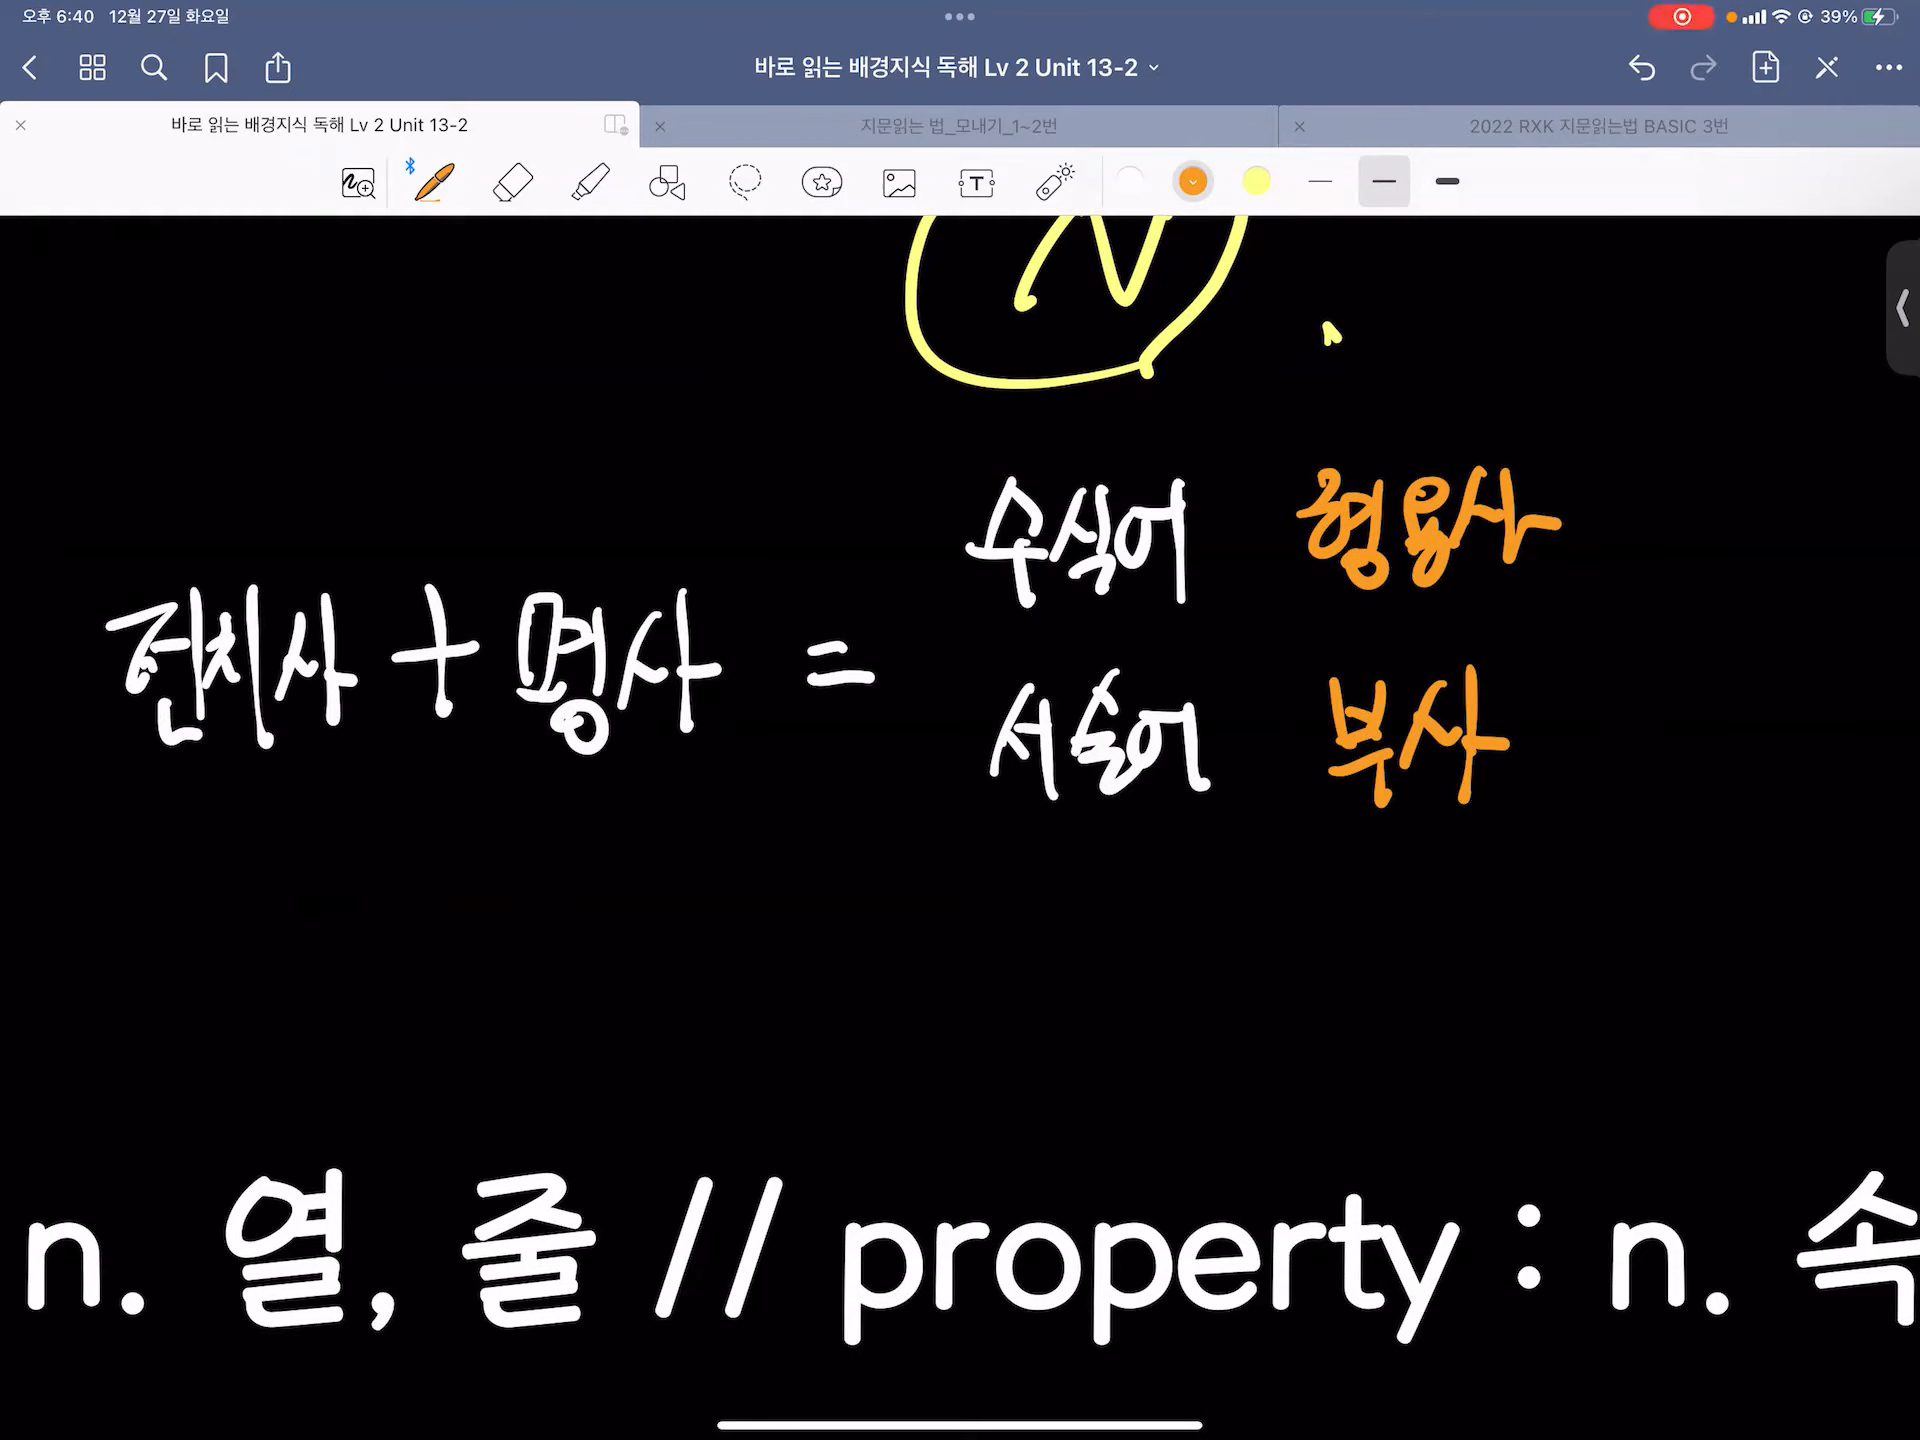 오후 6:40 12월 27일 화요일
39%
바로 읽는 배경지식 독해 Lv 2 Unit 13-2
바로 읽는 배경지식 독해 Lv 2 Unit 13-2
지문읽는 법_모내기_1~2번
2022 RXK 지문읽는법 BASIC 3번
N
수식어 형용사
전치사 + 명사 =
서술어 부사
n. 열, 줄 // property : n. 속